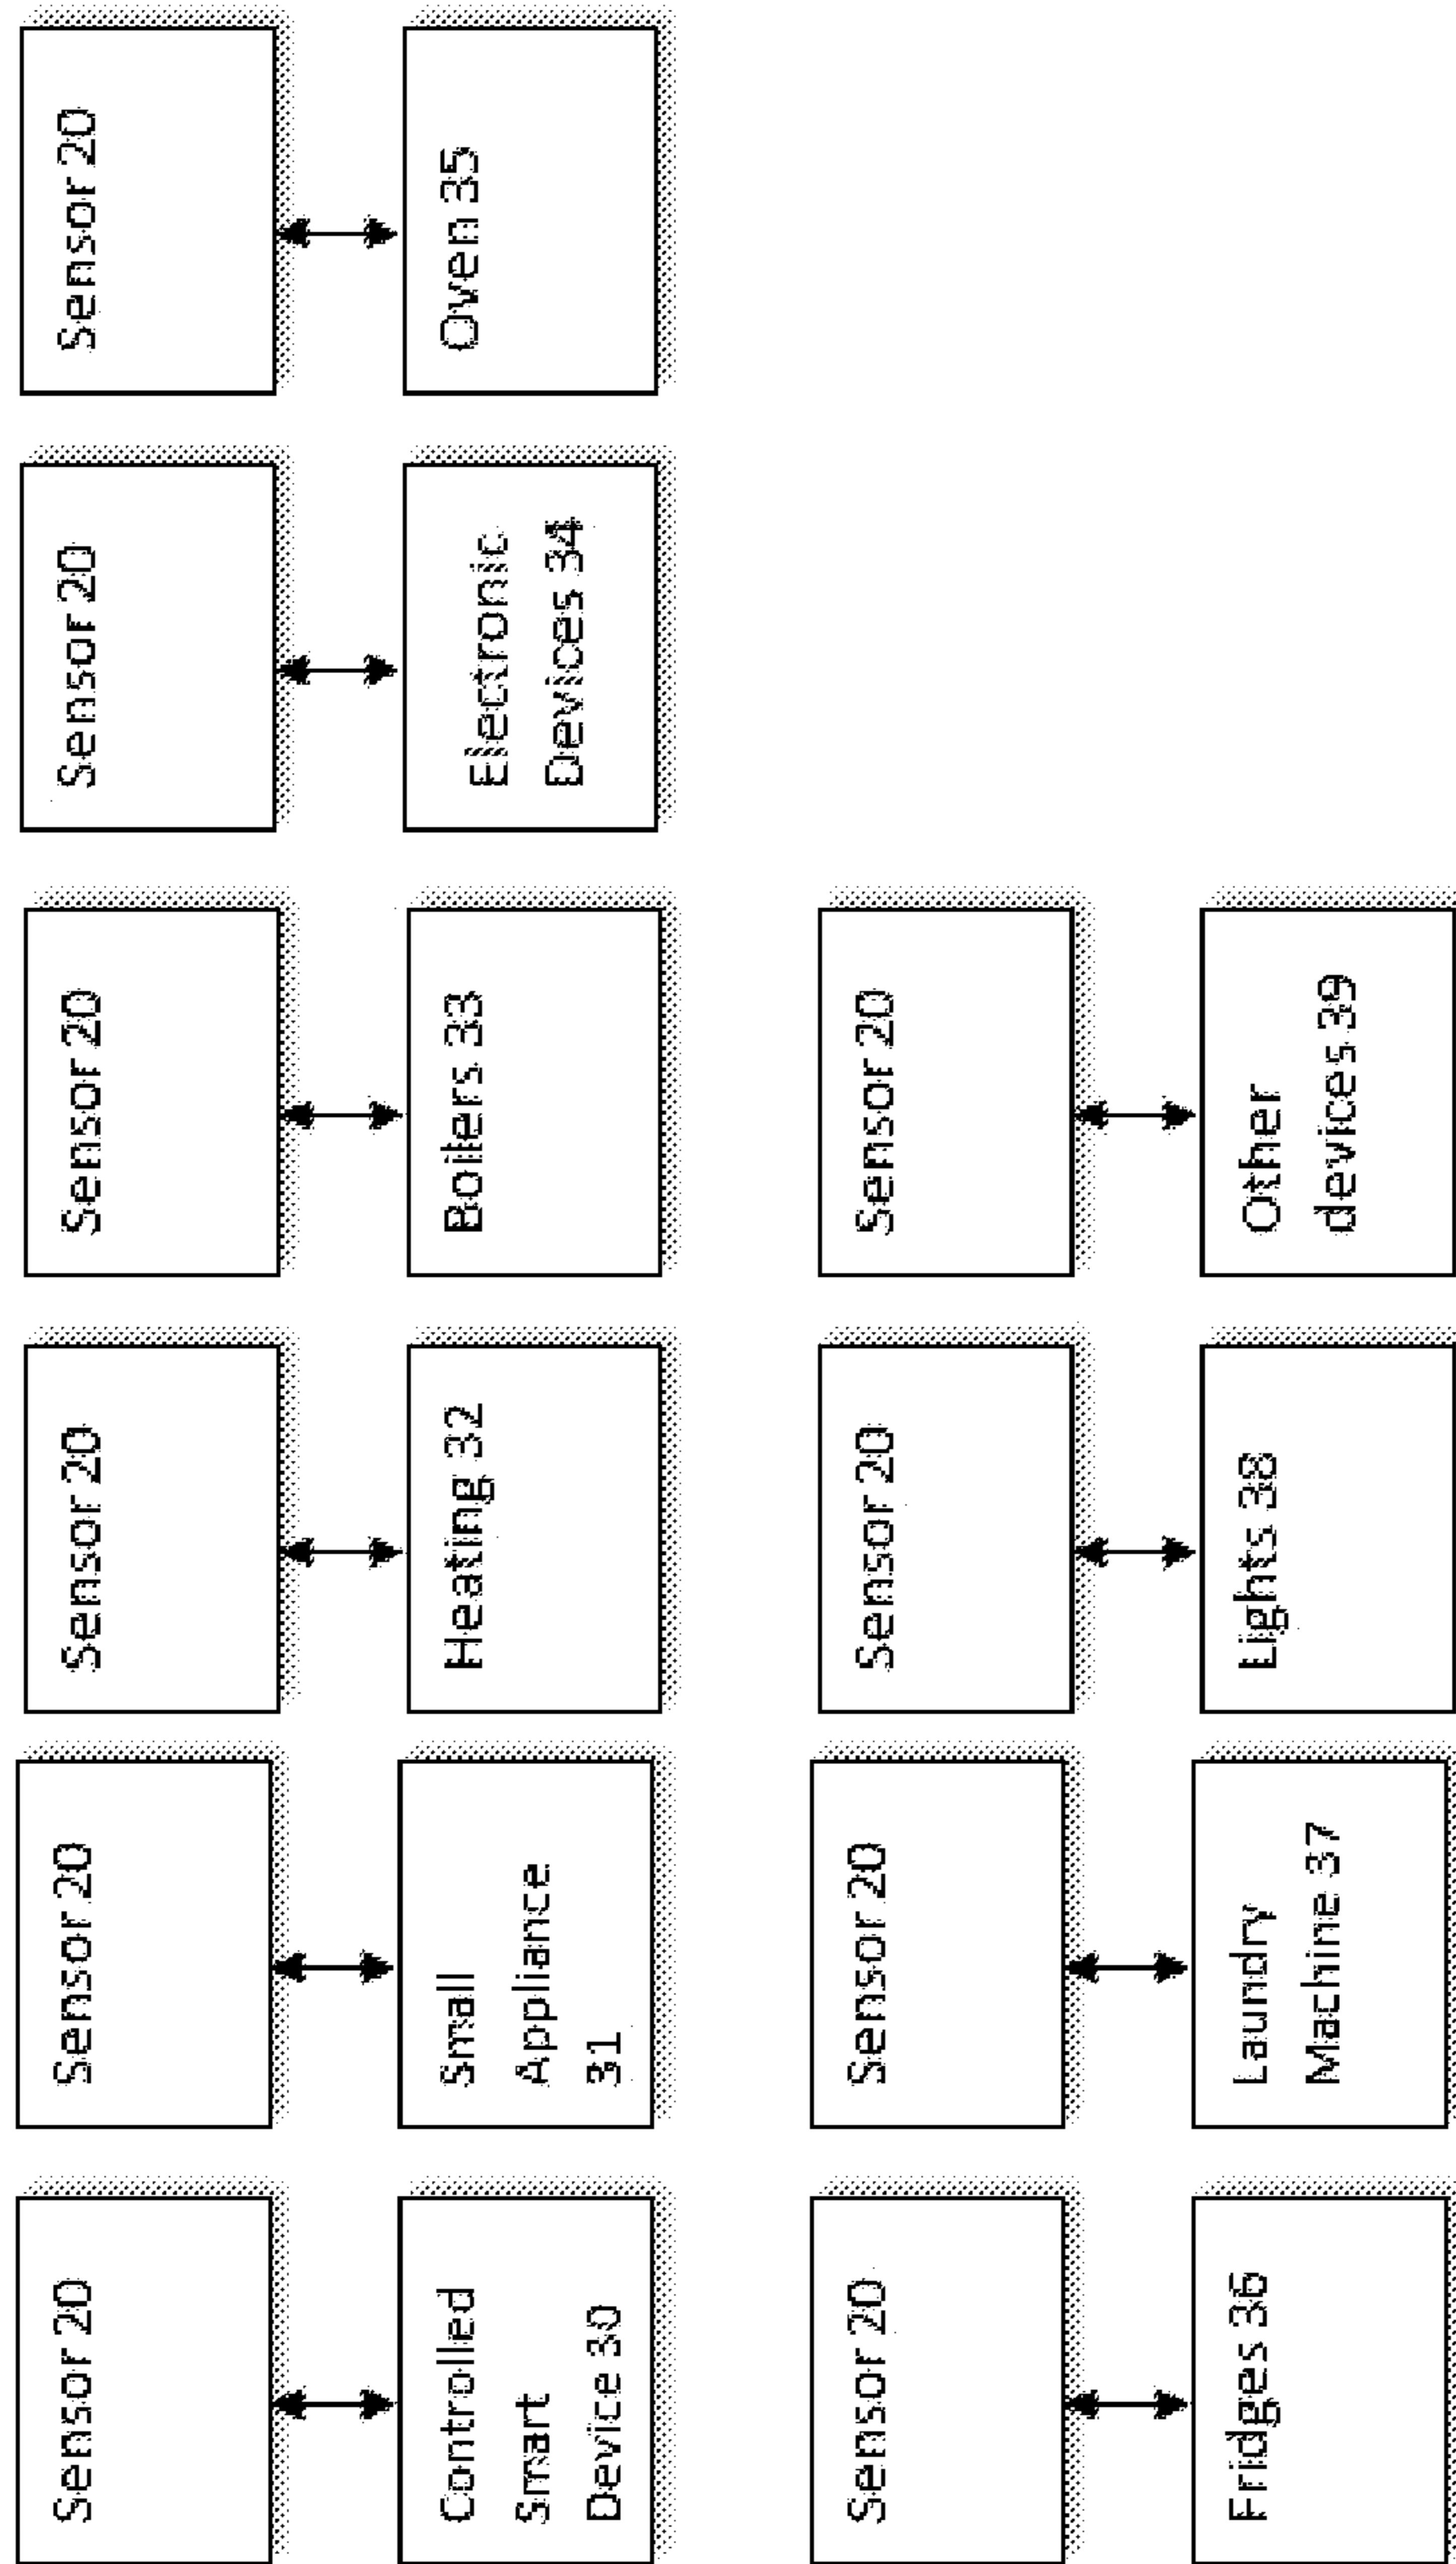 Sensor 20
Sensor 20
Sensor 20
Sensor 20
Sensor 20
Sensor 20
Controlled
Smart
Device 30
Small
Appliance
31
Heating 32
Boilers 33
Electronic
Devices 34
Oven 35
Sensor 20
Sensor 20
Sensor 20
Sensor 20
Fridges 36
Laundry
Machine 37
Lights 38
Other
devices 39